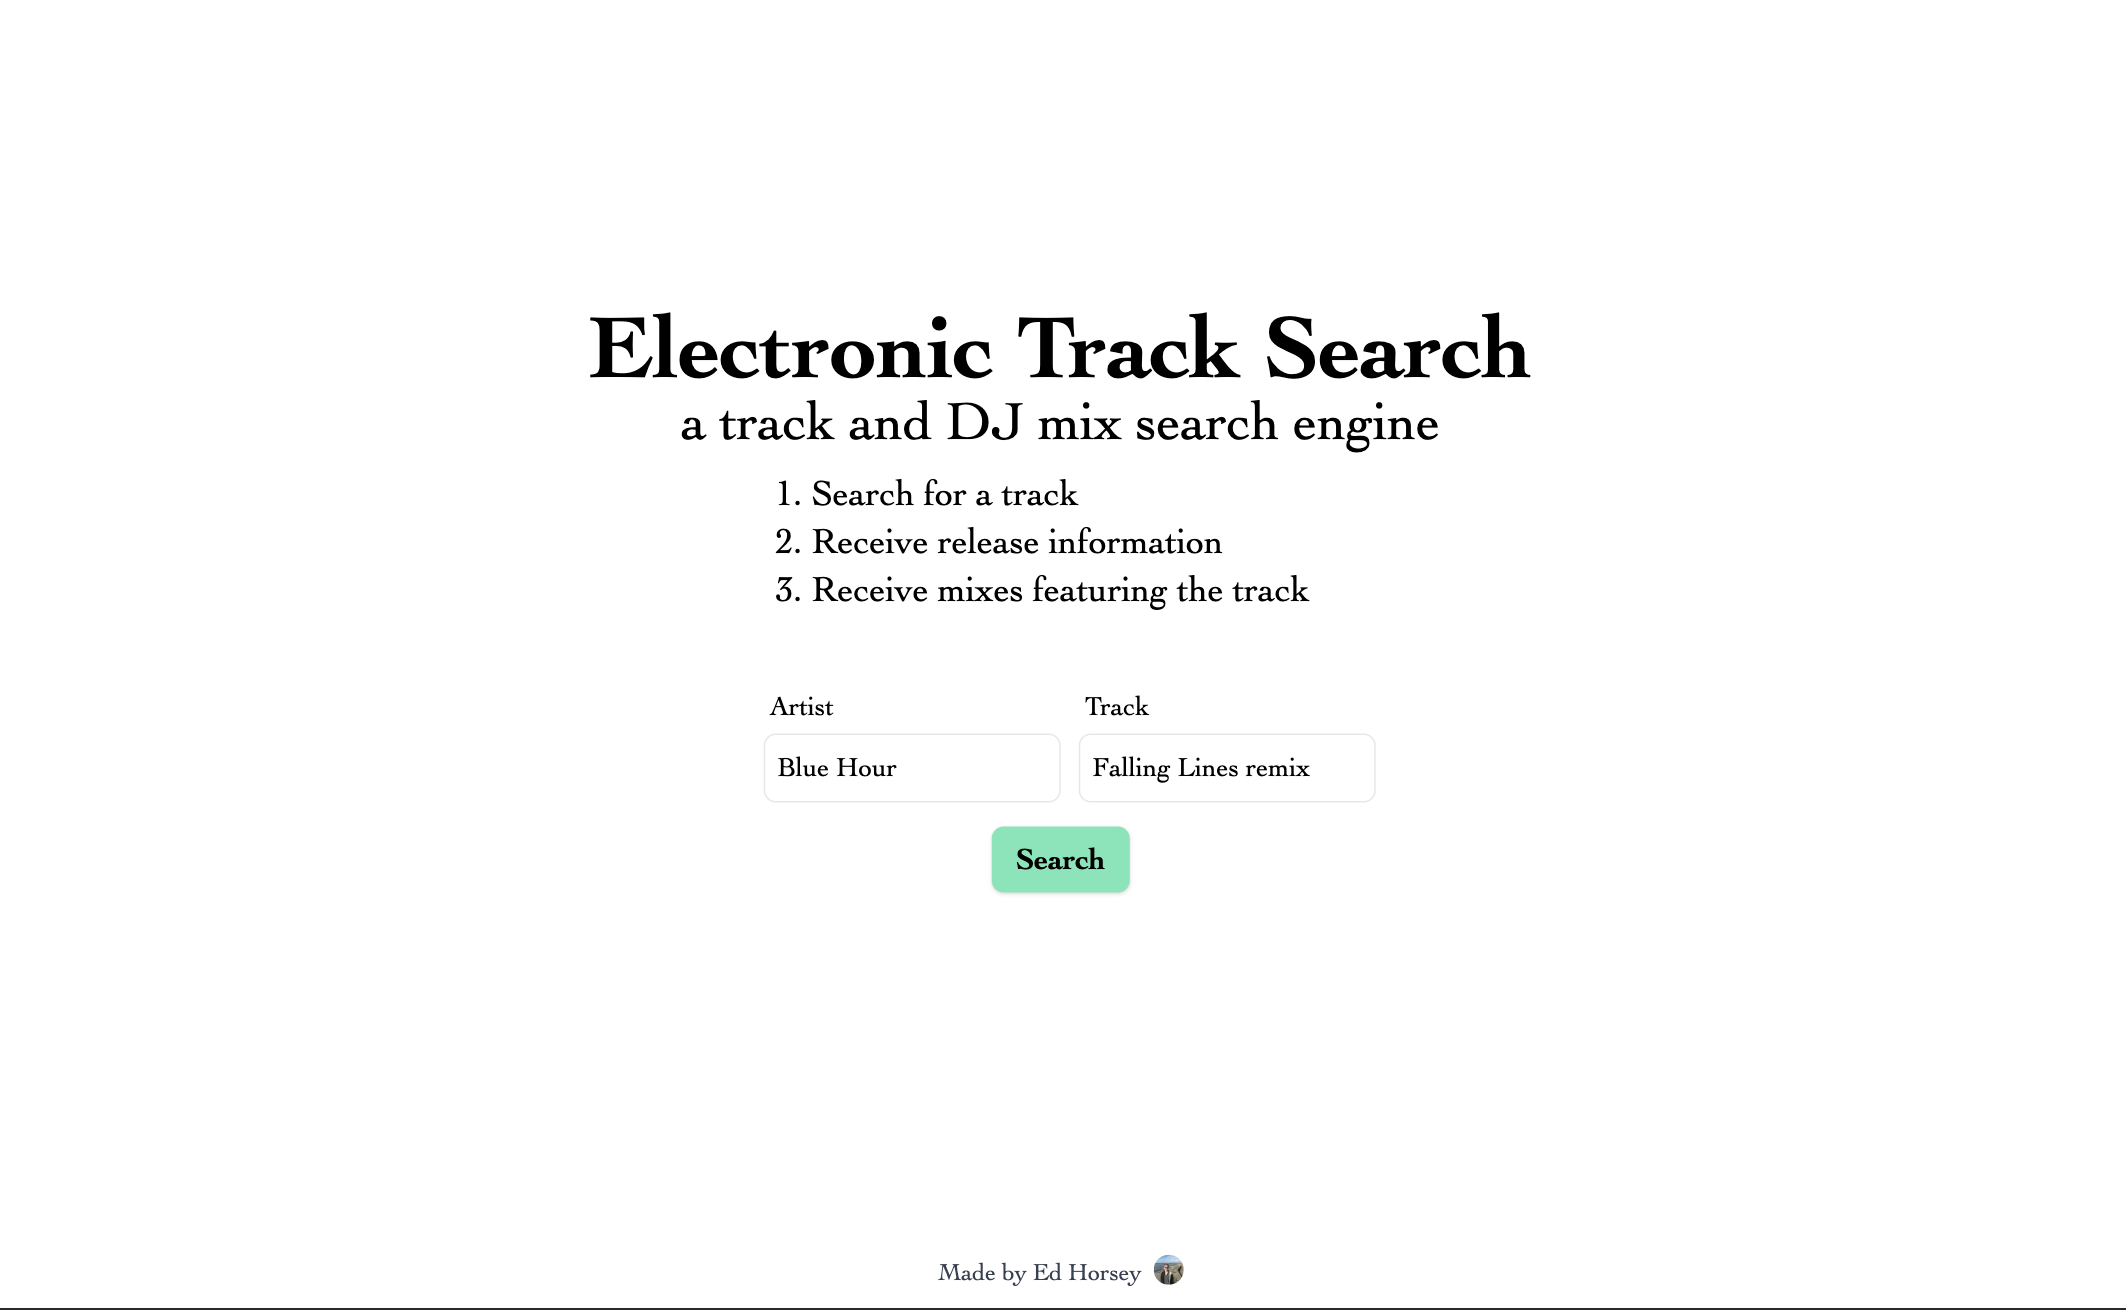 Electronic Track Search
a track and DJ mix search engine
1. Search for a track
2. Receive release information
3. Receive mixes featuring the track
Artist
Track
Blue Hour
Falling Lines remix
Search
Made by Ed Horsey